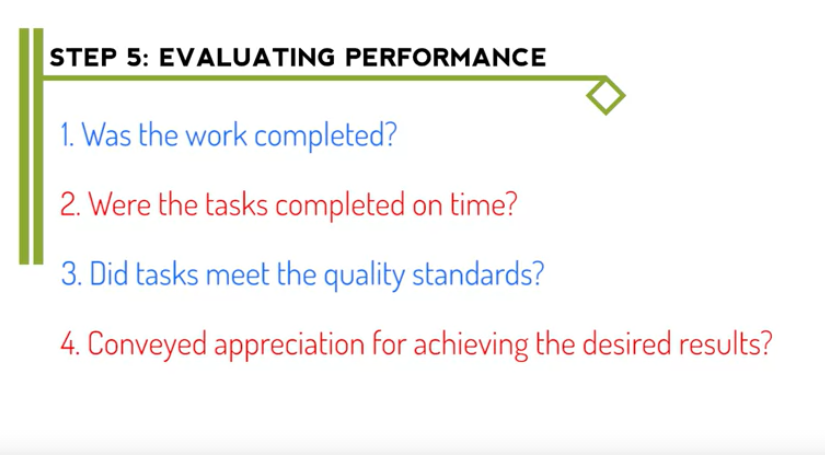 STEP 5: EVALUATING PERFORMANCE
1. Was the work completed?
2. Were the tasks completed on time?
3. Did tasks meet the quality standards?
4. Conveyed appreciation for achieving the desired results?